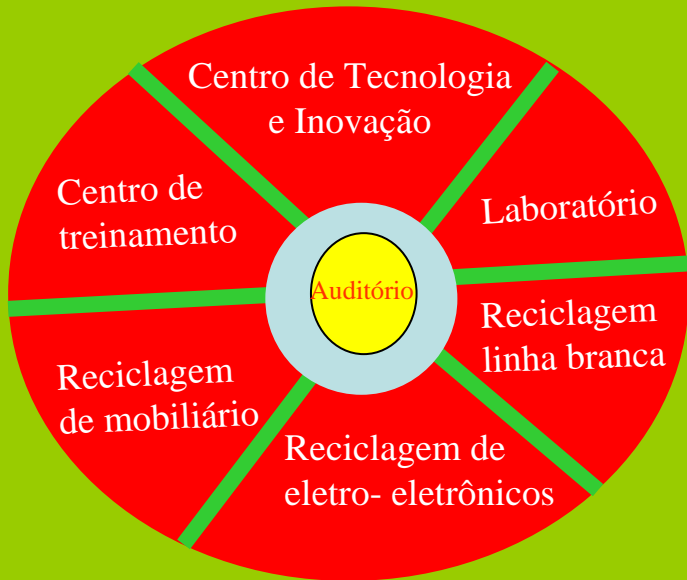 Centro de Tecnologia
e Inovação
Centro de
treinamento
Laboratório
Auditório
Reciclagem
linha branca
Reciclagem
de mobiliário
Reciclagem de
eletro- eletrônicos